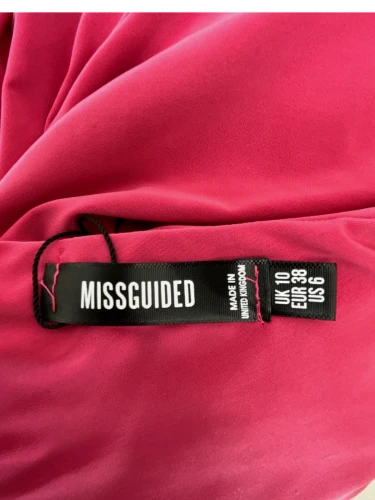 MISSGUIDED
MADE IN
UNITED KINGDOM
UK 10
EUR 38
US 6